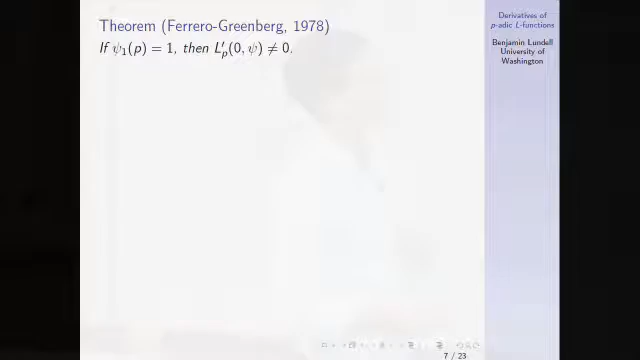 Theorem (Ferrero-Greenberg, 1978)
If ψ₁(p) = 1, then L′ₚ(0, ψ) ≠ 0.
Derivatives of
p-adic L-functions
Benjamin Lundell
University of
Washington
7 / 23